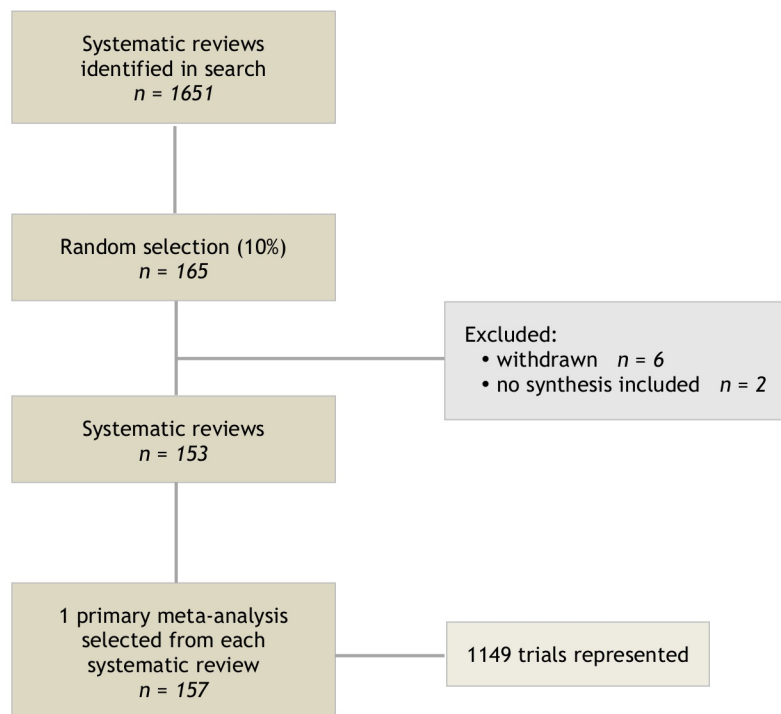 Systematic reviews
identified in search
n = 1651
Random selection (10%)
n = 165
Excluded:
• withdrawn n = 6
• no synthesis included n = 2
Systematic reviews
n = 153
1 primary meta-analysis
selected from each
systematic review
n = 157
1149 trials represented